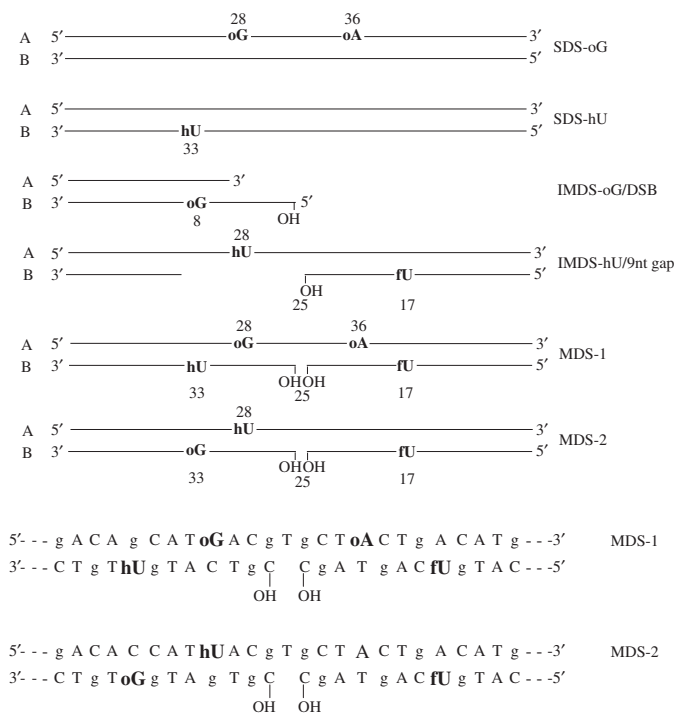 28 36
A 5′ oG oA 3′
B 3′ 5′ SDS-oG
A 5′ 3′
B 3′ hU 5′ SDS-hU
33
A 5′ 3′ IMDS-oG/DSB
B 3′ oG 5′
8 OH
28
A 5′ hU 3′
B 3′ fU 5′ IMDS-hU/9nt gap
OH
25 17
28 36
A 5′ oG oA 3′
B 3′ hU fU 5′ MDS-1
OHOH
33 25 17
28
A 5′ hU 3′
B 3′ oG fU 5′ MDS-2
OHOH
33 25 17
5′- - - g A C A g C A T oG A C g T g C T oA C T g A C A T g - - -3′ MDS-1
3′- - C T g T hU g T A C T g C C g A T g A C fU g T A C - - -5′
OH OH
5′- - - g A C A C C A T hU A C g T g C T A C T g A C A T g - - -3′ MDS-2
3′- - C T g T oG g T A g T g C C g A T g A C fU g T A C - - -5′
OH OH